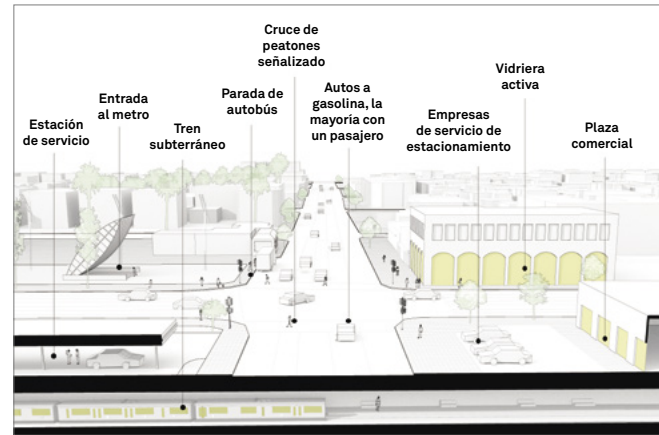 Estación
de servicio
Entrada
al metro
Tren
subterráneo
Parada de
autobús
Cruce de
peatones
señalizado
Autos a
gasolina, la
mayoría con
un pasajero
Empresas
de servicio de
estacionamiento
Vidriera
activa
Plaza
comercial